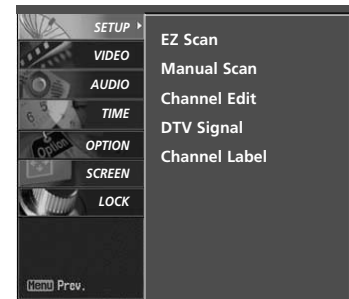 SETUP
VIDEO
AUDIO
TIME
OPTION
SCREEN
LOCK
Menu Prev.
EZ Scan
Manual Scan
Channel Edit
DTV Signal
Channel Label